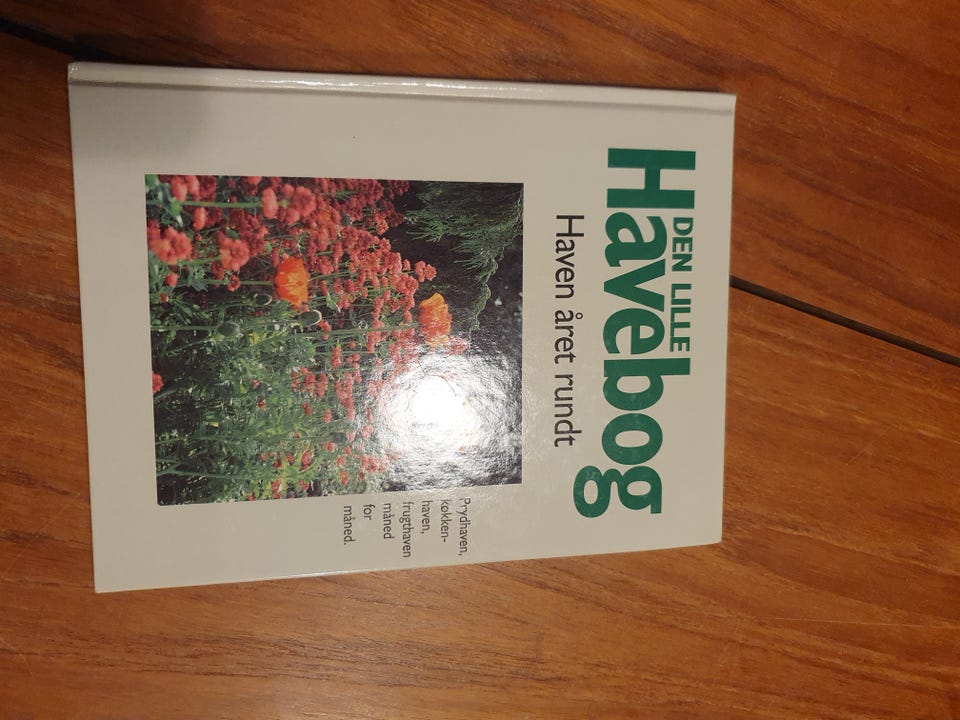 DEN LILLE
Havebog
Haven året rundt
Prydhaven,
køkken-
haven,
frugthaven
måned
for
måned.